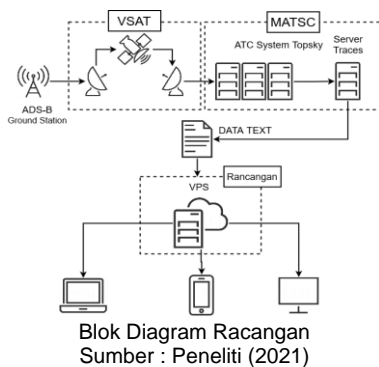 VSAT
MATSC
ATC System Topsky
Server
Traces
ADS-B
Ground Station
DATA TEXT
Rancangan
VPS
Blok Diagram Racangan
Sumber : Peneliti (2021)